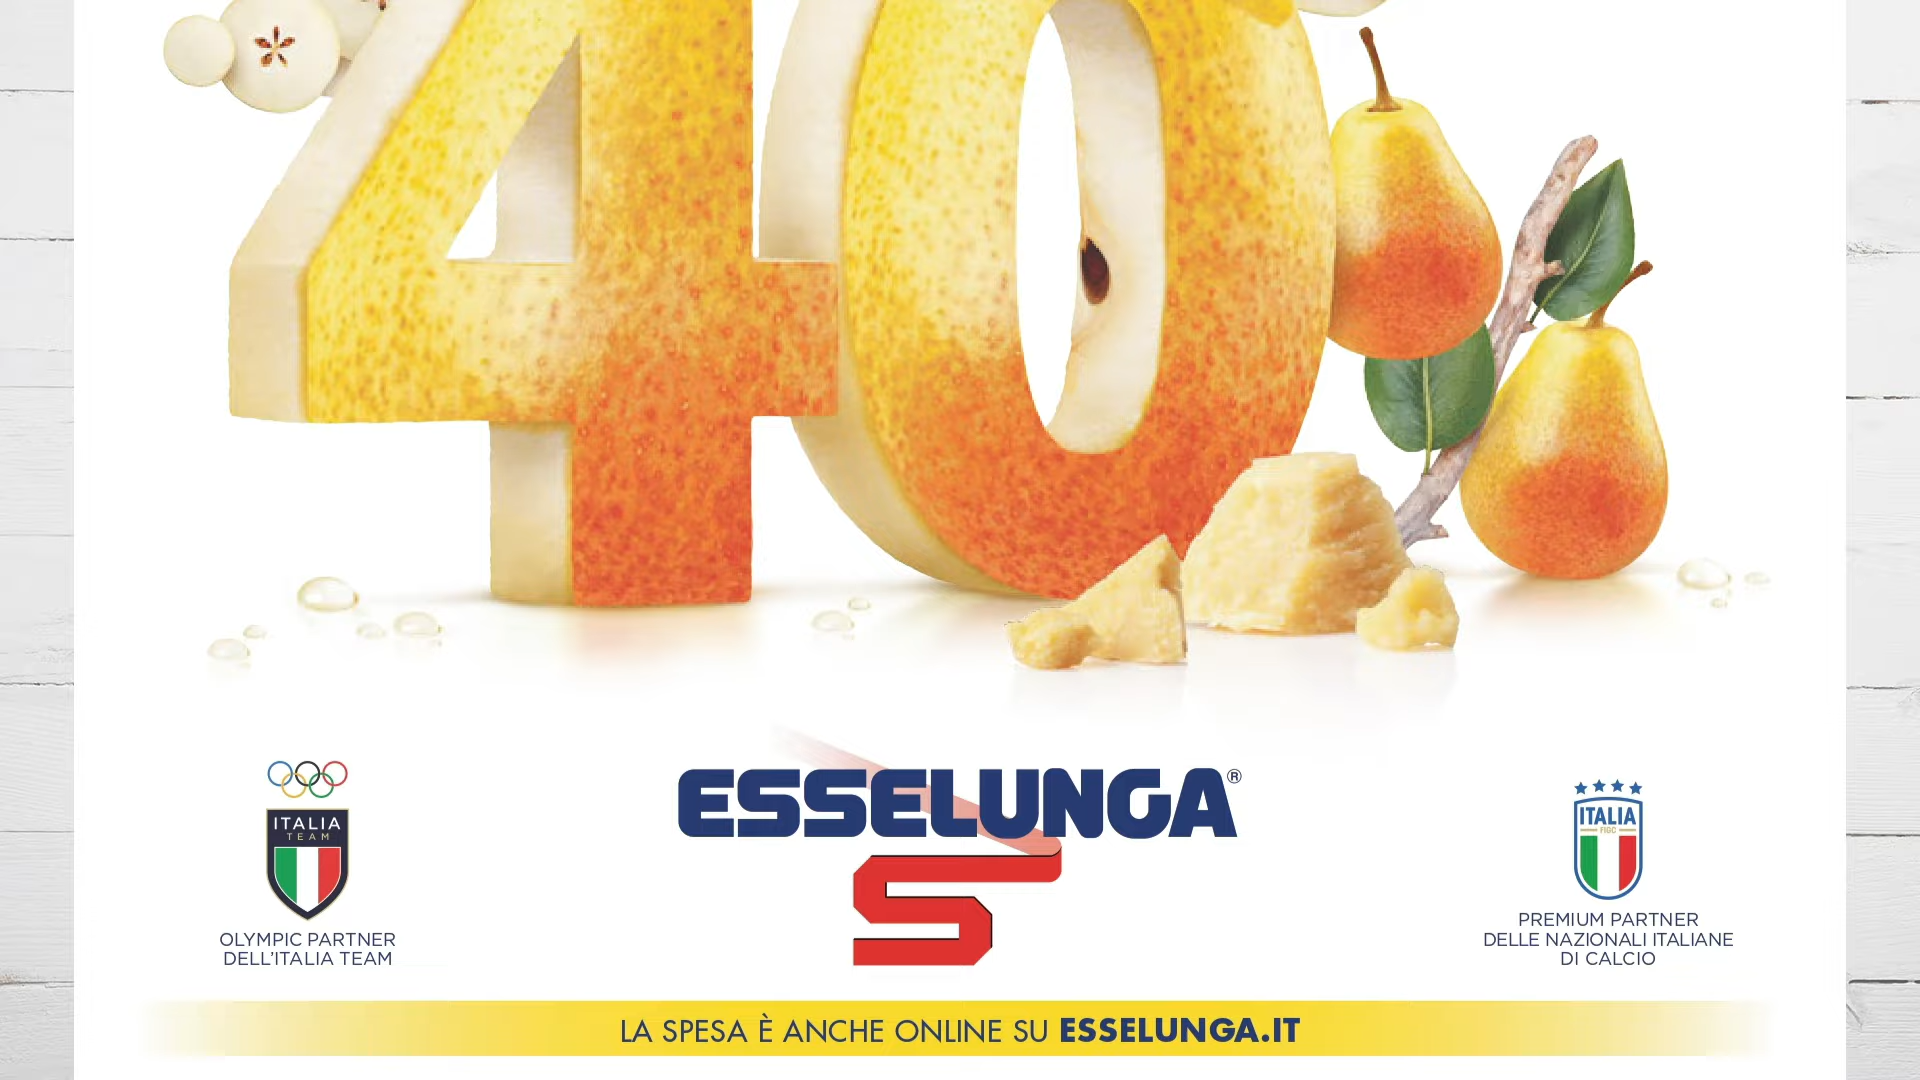 40
ESSELUNGA®
S
ITALIA
TEAM
OLYMPIC PARTNER
DELL'ITALIA TEAM
ITALIA
FIGC
PREMIUM PARTNER
DELLE NAZIONALI ITALIANE
DI CALCIO
LA SPESA È ANCHE ONLINE SU ESSELUNGA.IT